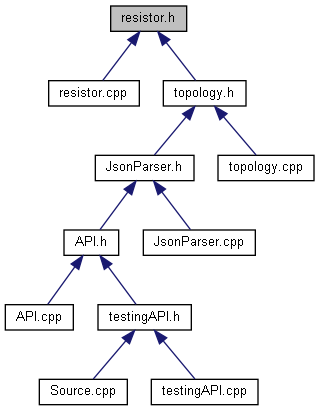 resistor.h
resistor.cpp
topology.h
JsonParser.h
topology.cpp
API.h
JsonParser.cpp
API.cpp
testingAPI.h
Source.cpp
testingAPI.cpp